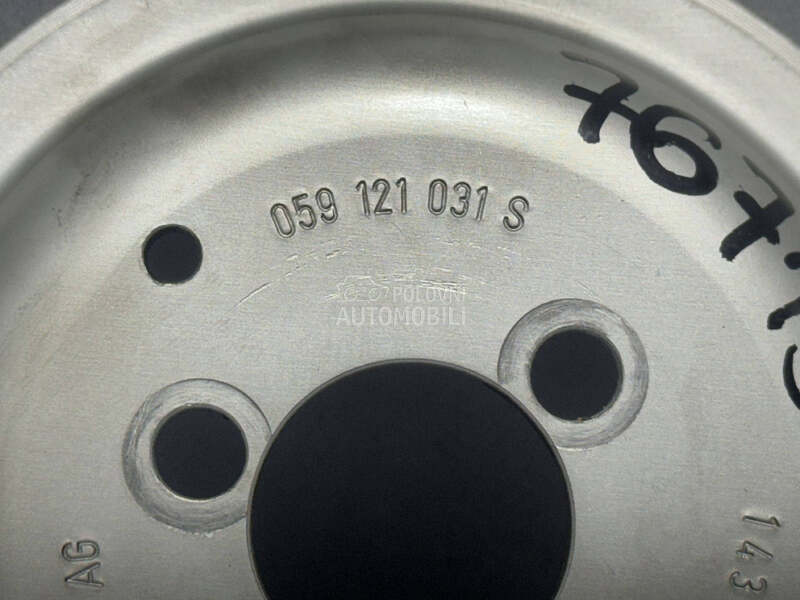 059 121 031 S
POLOVNI
AUTOMOBILI
AG
143